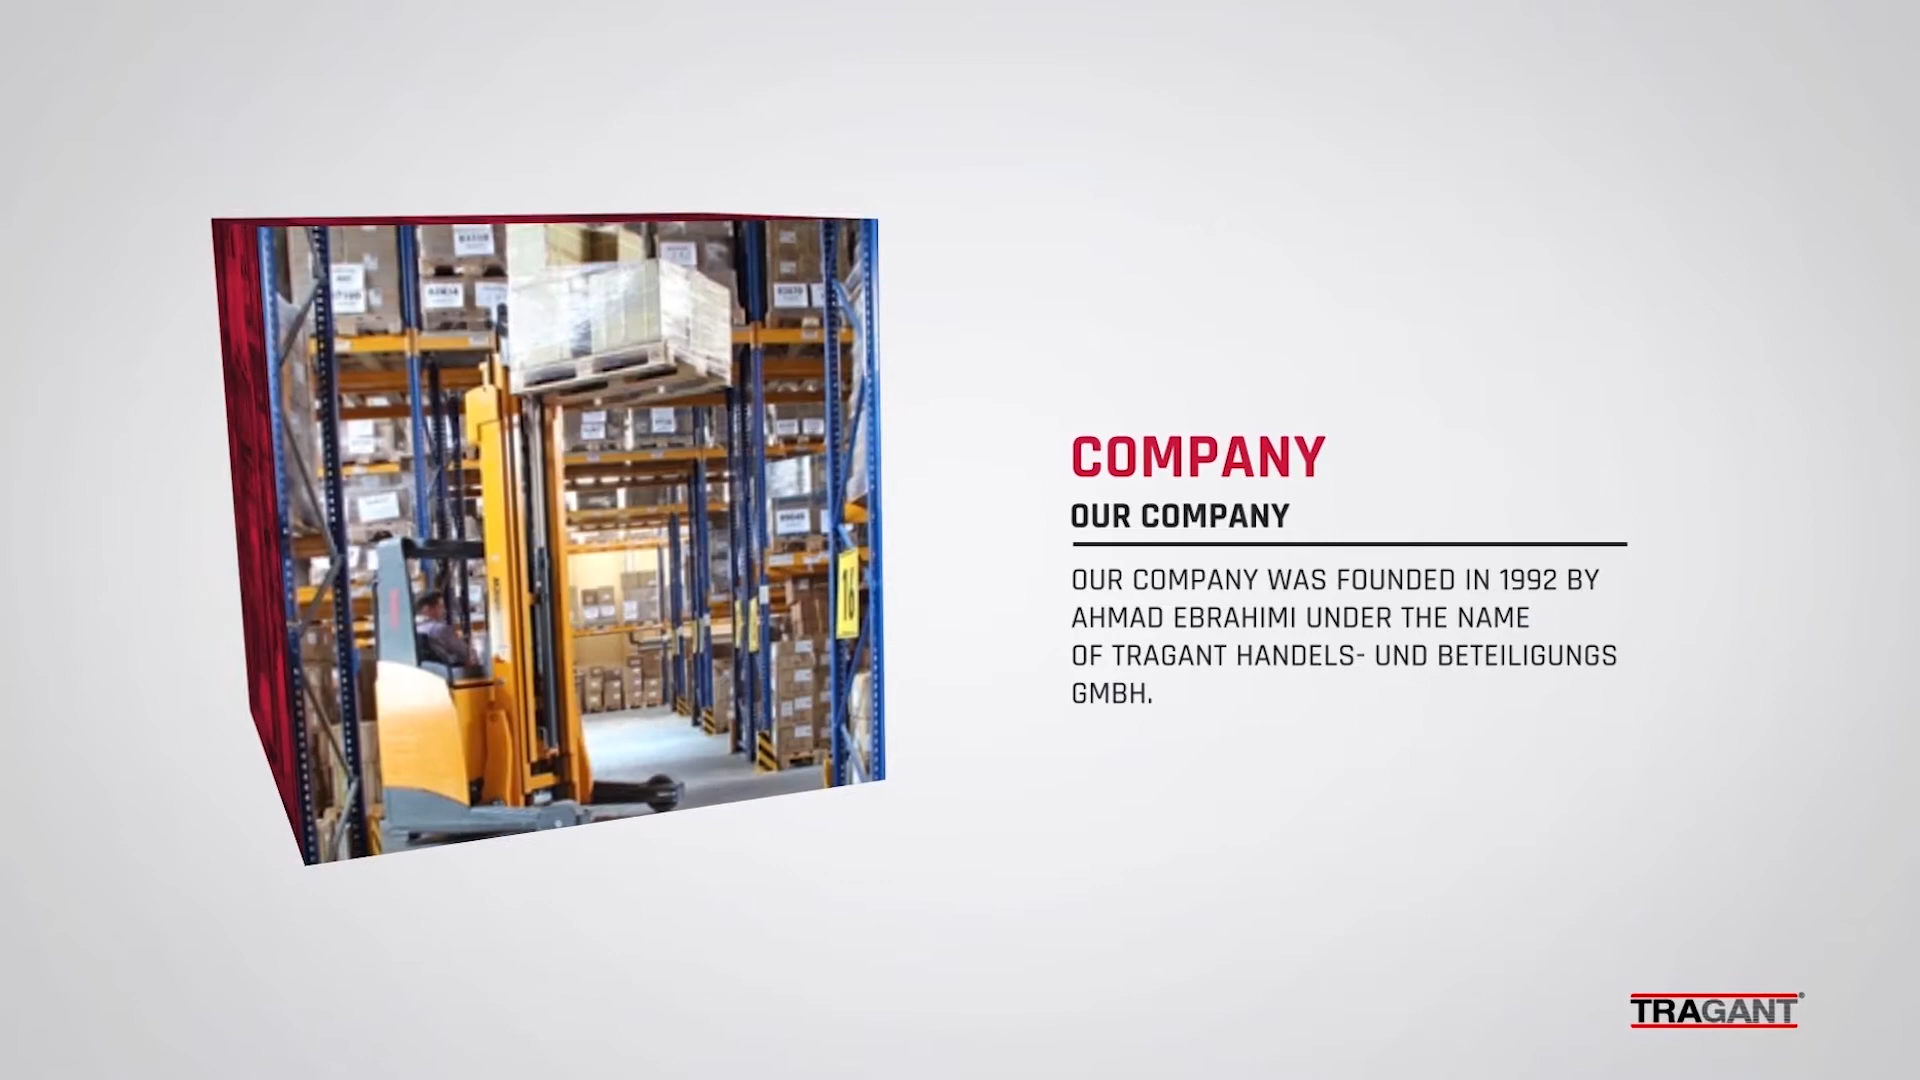 COMPANY
OUR COMPANY
OUR COMPANY WAS FOUNDED IN 1992 BY
AHMAD EBRAHIMI UNDER THE NAME
OF TRAGANT HANDELS- UND BETEILIGUNGS
GMBH.
16
TRAGANT®